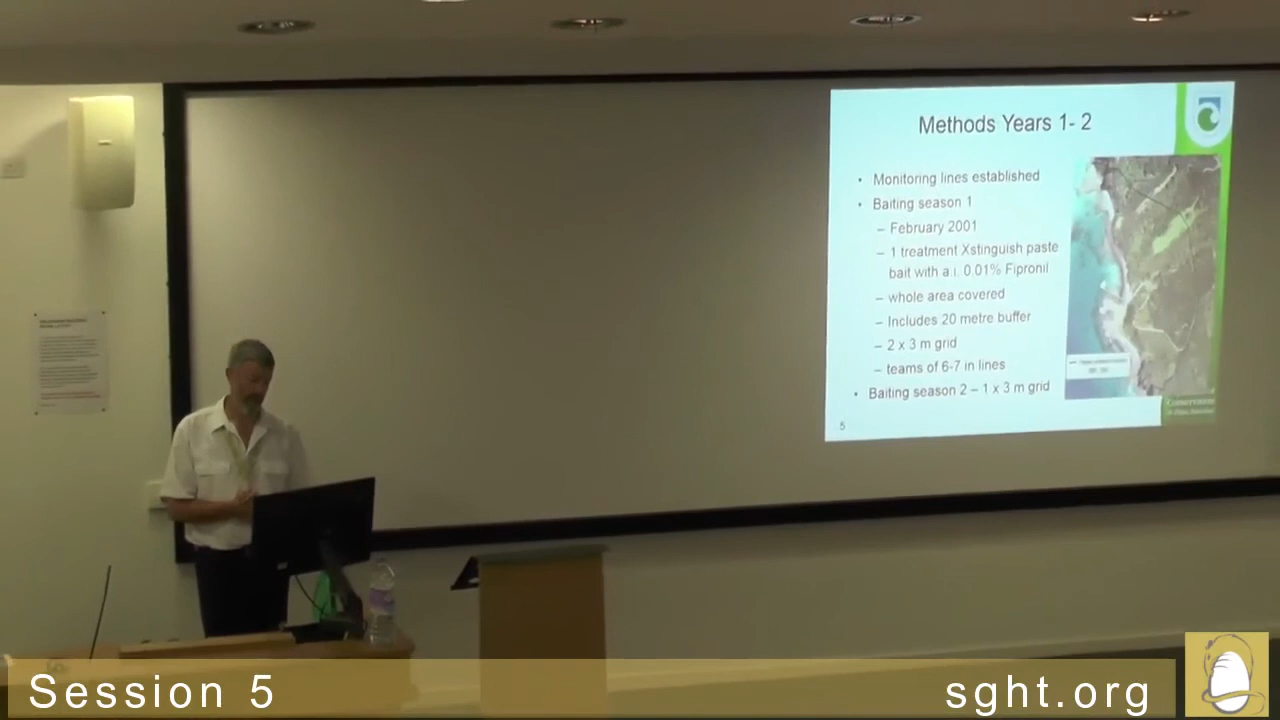 Methods Years 1- 2
• Monitoring lines established
• Baiting season 1
– February 2001
– 1 treatment Xstinguish paste
bait with a.i. 0.01% Fipronil
– whole area covered
– Includes 20 metre buffer
– 2 x 3 m grid
– teams of 6-7 in lines
• Baiting season 2 – 1 x 3 m grid
5
Session 5
sght.org